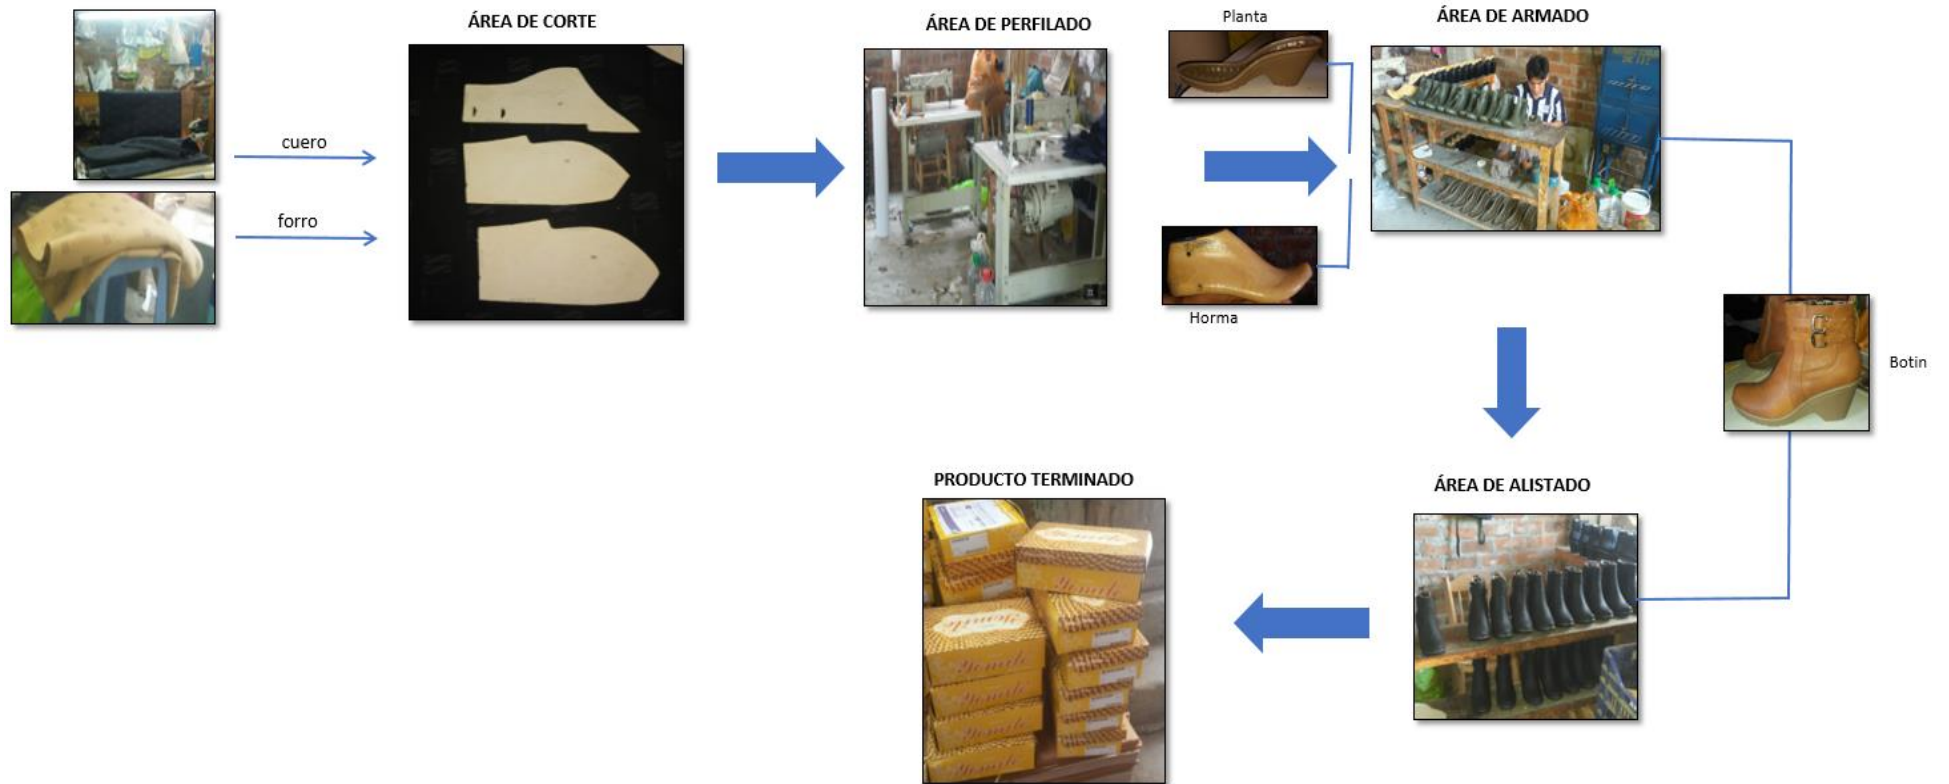 ÁREA DE CORTE
ÁREA DE PERFILADO
Planta
ÁREA DE ARMADO
cuero
forro
Horma
Botin
PRODUCTO TERMINADO
ÁREA DE ALISTADO